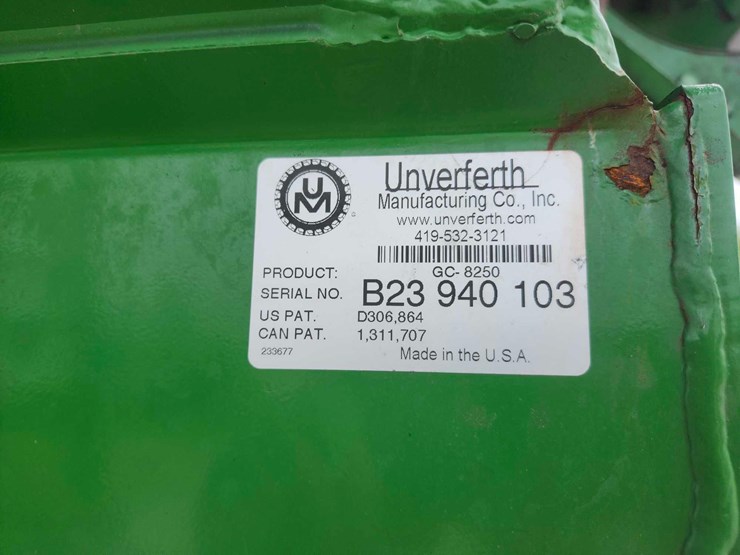 UM
Unverferth
Manufacturing Co., Inc.
www.unverferth.com
419-532-3121
PRODUCT: GC- 8250
SERIAL NO. B23 940 103
US PAT. D306,864
CAN PAT. 1,311,707
233677 Made in the U.S.A.